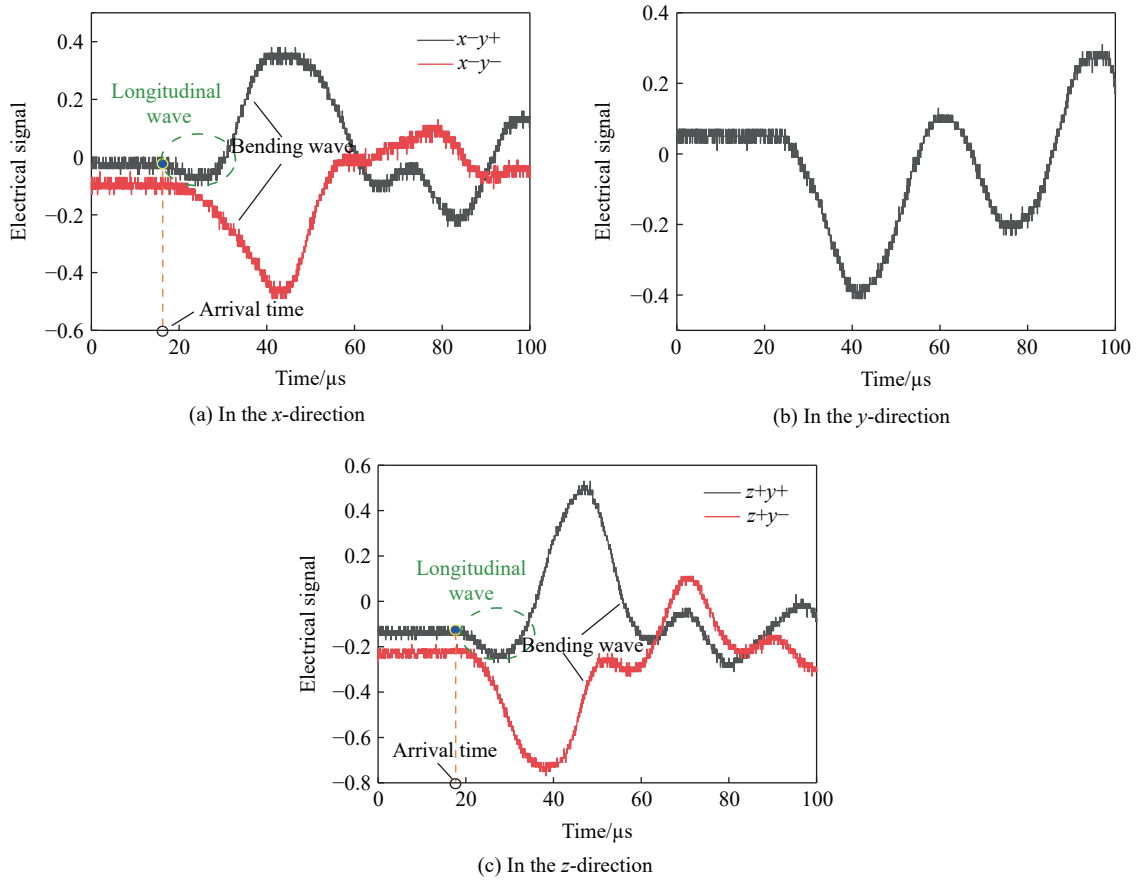 0.4
0.2
0
−0.2
−0.4
−0.6
Electrical signal
x−y+
x−y−
Longitudinal
wave
Bending wave
Arrival time
0 20 40 60 80 100
Time/μs
(a) In the x-direction
0.4
0.2
0
−0.2
−0.4
Electrical signal
0 20 40 60 80 100
Time/μs
(b) In the y-direction
0.6
0.4
0.2
0
−0.2
−0.4
−0.6
−0.8
Electrical signal
z+y+
z+y−
Longitudinal
wave
Bending wave
Arrival time
0 20 40 60 80 100
Time/μs
(c) In the z-direction